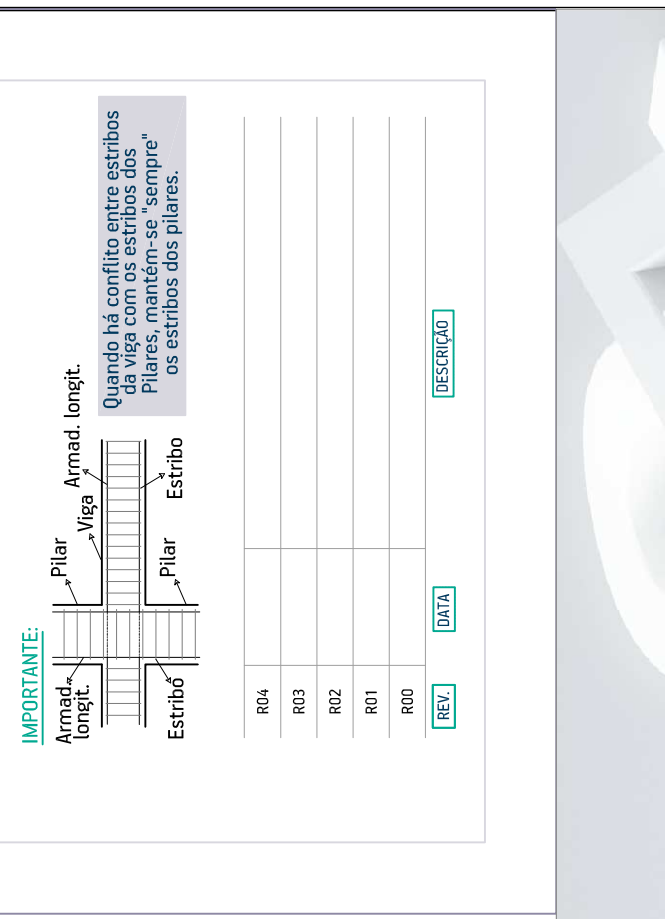 IMPORTANTE:
Armad.
longit.
Pilar
Viga
Armad. longit.
Estribo
Pilar
Estribo
Quando há conflito entre estribos
da viga com os estribos dos
Pilares, mantém-se "sempre"
os estribos dos pilares.
R04
R03
R02
R01
R00
REV.
DATA
DESCRIÇÃO